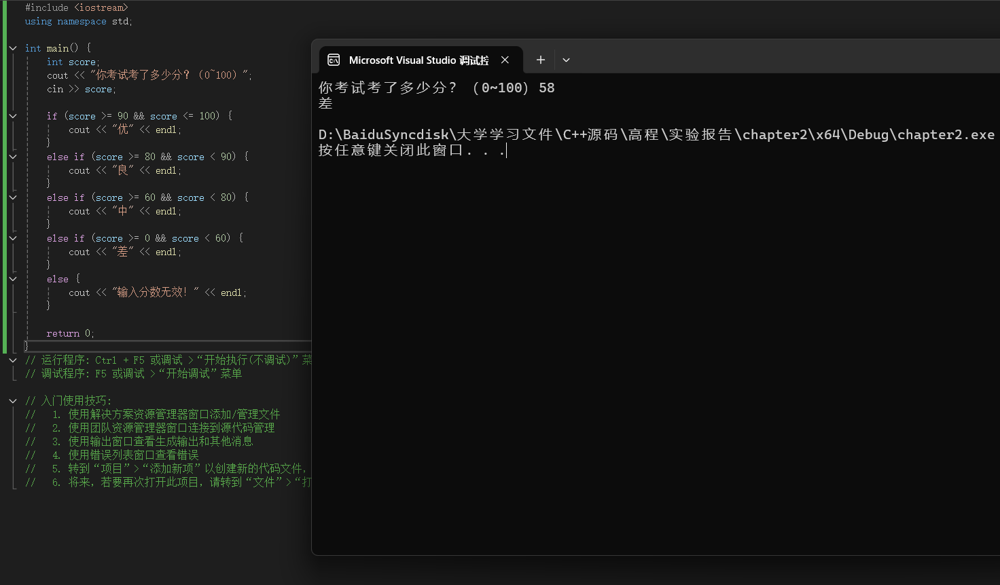 #include <iostream>
using namespace std;
int main() {
int score;
cout << "你考试考了多少分？（0~100）";
cin >> score;
if (score >= 90 && score <= 100) {
cout << "优" << endl;
}
else if (score >= 80 && score < 90) {
cout << "良" << endl;
}
else if (score >= 60 && score < 80) {
cout << "中" << endl;
}
else if (score >= 0 && score < 60) {
cout << "差" << endl;
}
else {
cout << "输入分数无效！" << endl;
}
return 0;
}
// 运行程序: Ctrl + F5 或调试 >“开始执行(不调试)”菜
// 调试程序: F5 或调试 >“开始调试”菜单
// 入门使用技巧:
//   1. 使用解决方案资源管理器窗口添加/管理文件
//   2. 使用团队资源管理器窗口连接到源代码管理
//   3. 使用输出窗口查看生成输出和其他消息
//   4. 使用错误列表窗口查看错误
//   5. 转到“项目”>“添加新项”以创建新的代码文件，
//   6. 将来，若要再次打开此项目，请转到“文件”>“打
Microsoft Visual Studio 调试控
你考试考了多少分？（0~100）58
差
D:\BaiduSyncdisk\大学学习文件\C++源码\高程\实验报告\chapter2\x64\Debug\chapter2.exe
按任意键关闭此窗口. . .